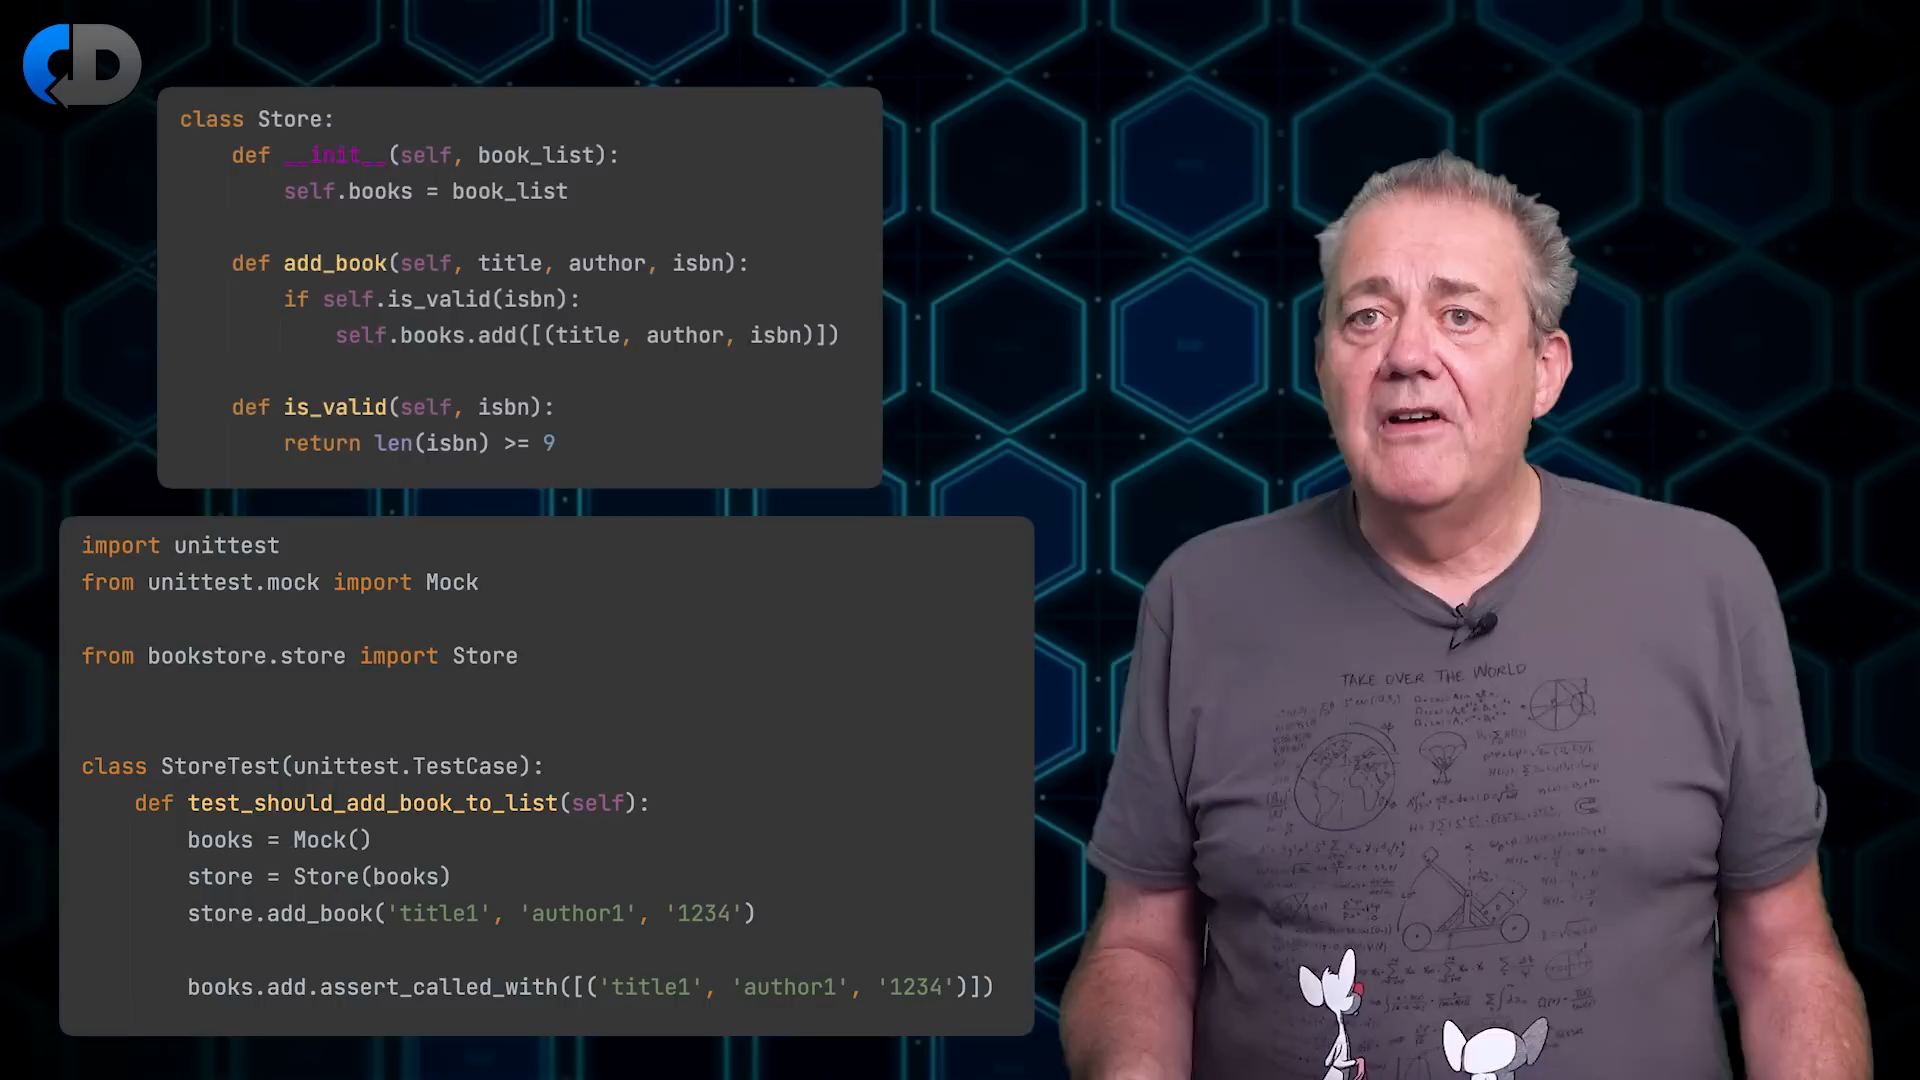 CD
class Store:
def __init__(self, book_list):
self.books = book_list
def add_book(self, title, author, isbn):
if self.is_valid(isbn):
self.books.add([(title, author, isbn)])
def is_valid(self, isbn):
return len(isbn) >= 9
import unittest
from unittest.mock import Mock
from bookstore.store import Store
class StoreTest(unittest.TestCase):
def test_should_add_book_to_list(self):
books = Mock()
store = Store(books)
store.add_book('title1', 'author1', '1234')
books.add.assert_called_with([('title1', 'author1', '1234')])
TAKE OVER THE WORLD